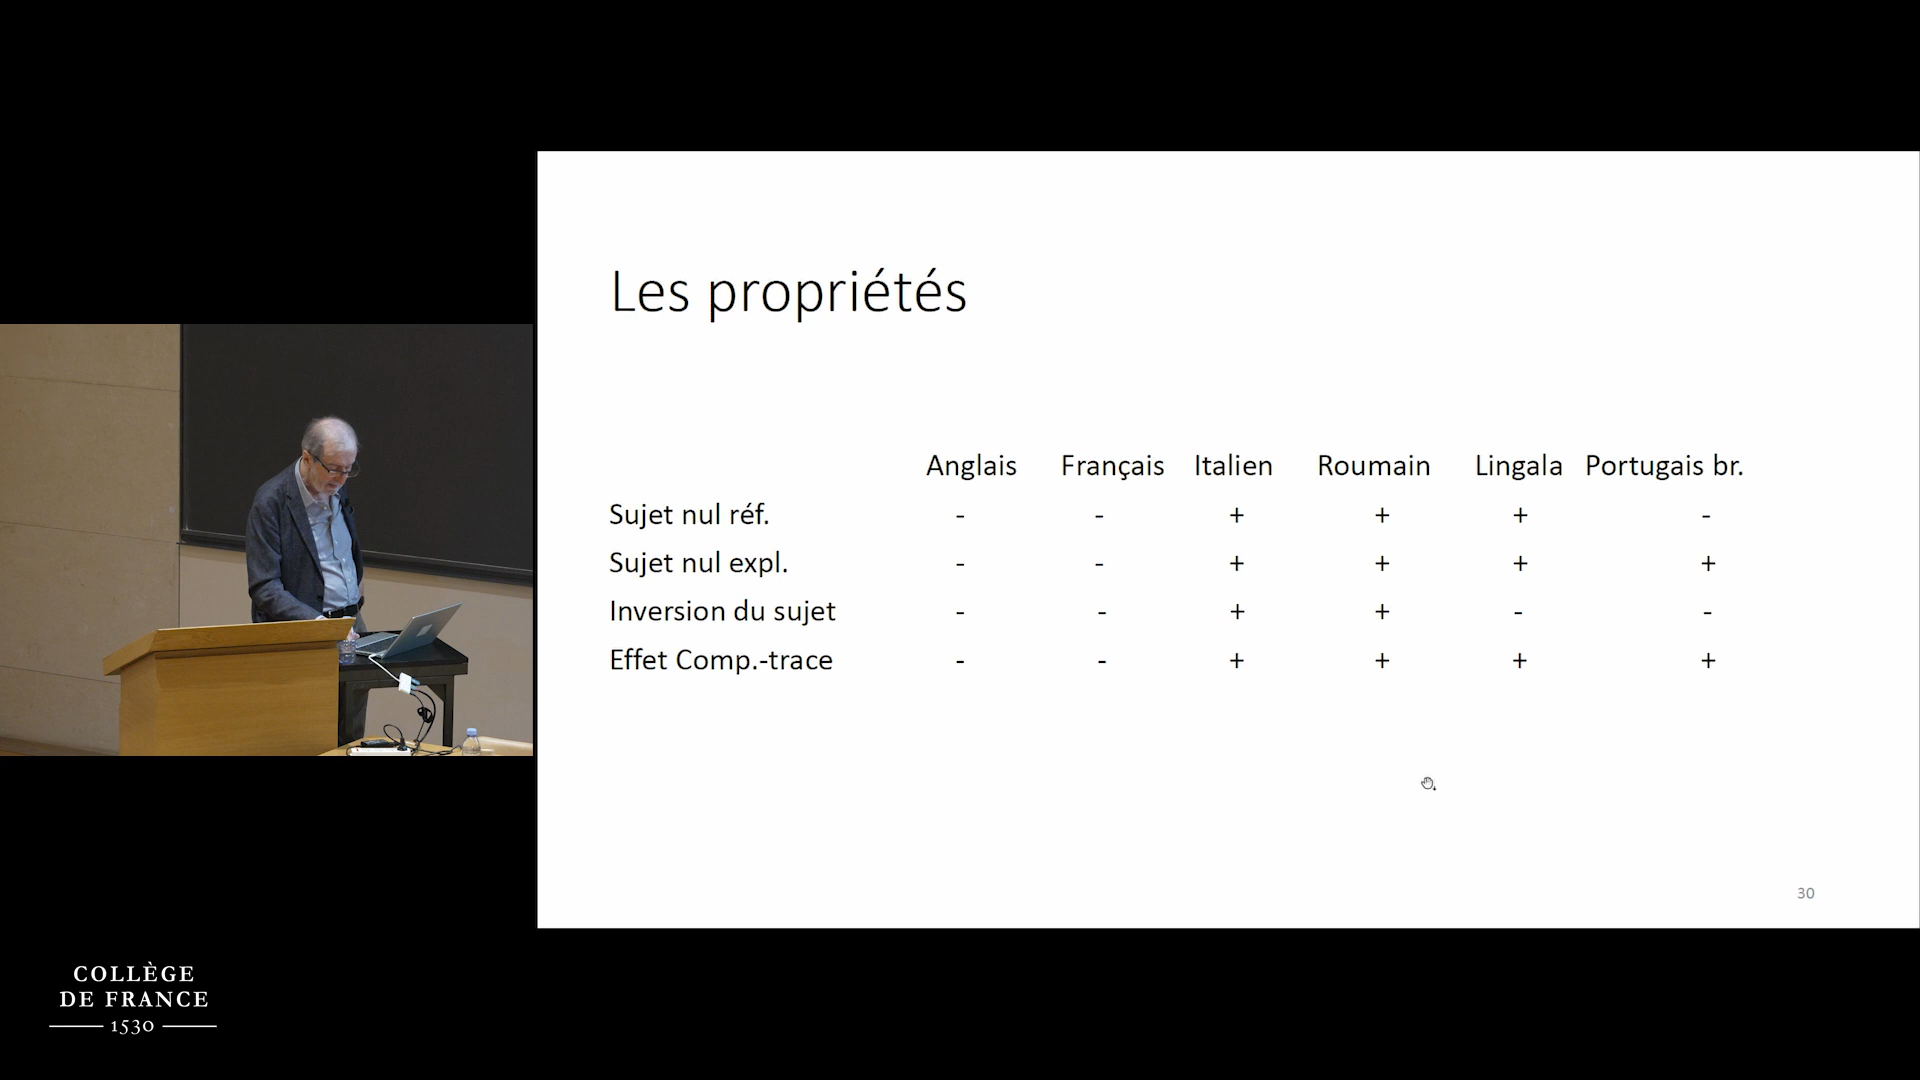 Les propriétés
Anglais Français Italien Roumain Lingala Portugais br.
Sujet nul réf. - - + + + -
Sujet nul expl. - - + + + +
Inversion du sujet - - + + - -
Effet Comp.-trace - - + + + +
30
COLLÈGE
DE FRANCE
1530